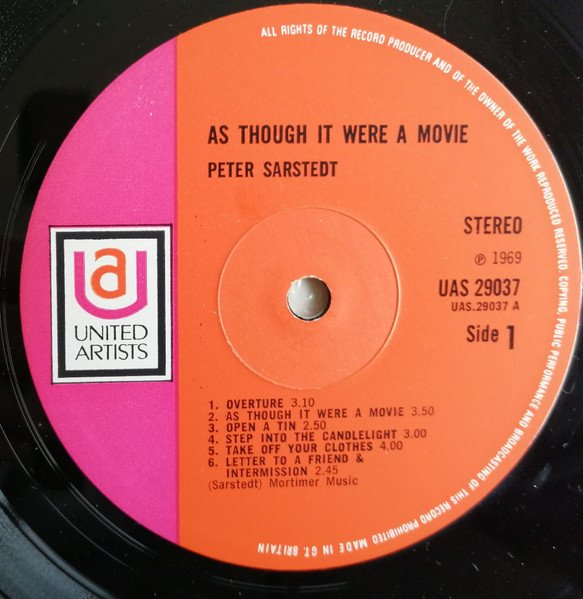 ALL RIGHTS OF THE RECORD PRODUCER AND OF THE OWNER OF THE WORK REPRODUCED RESERVED. COPYING, PUBLIC PERFORMANCE AND BROADCASTING OF THIS RECORD PROHIBITED MADE IN GT. BRITAIN
AS THOUGH IT WERE A MOVIE
PETER SARSTEDT
STEREO
℗ 1969
UAS 29037
UAS.29037 A
Side 1
ua
UNITED
ARTISTS
1. OVERTURE 3.10
2. AS THOUGH IT WERE A MOVIE 3.50
3. OPEN A TIN 2.50
4. STEP INTO THE CANDLELIGHT 3.00
5. TAKE OFF YOUR CLOTHES 4.00
6. LETTER TO A FRIEND &
INTERMISSION 2.45
(Sarstedt) Mortimer Music